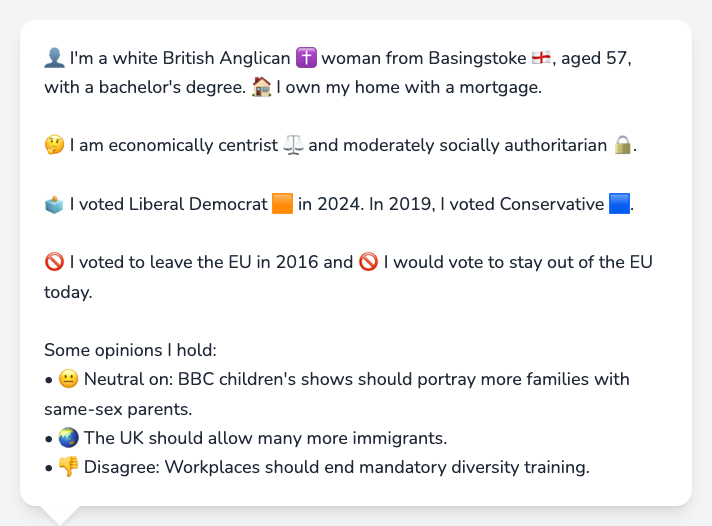 👤 I'm a white British Anglican ✝️ woman from Basingstoke 🏴󠁧󠁢󠁥󠁮󠁧󠁿, aged 57,
with a bachelor's degree. 🏠 I own my home with a mortgage.
🤔 I am economically centrist ⚖️ and moderately socially authoritarian 🔒.
🗳️ I voted Liberal Democrat 🟧 in 2024. In 2019, I voted Conservative 🟦.
🚫 I voted to leave the EU in 2016 and 🚫 I would vote to stay out of the EU
today.
Some opinions I hold:
• 😐 Neutral on: BBC children's shows should portray more families with
same-sex parents.
• 🌏 The UK should allow many more immigrants.
• 👎 Disagree: Workplaces should end mandatory diversity training.